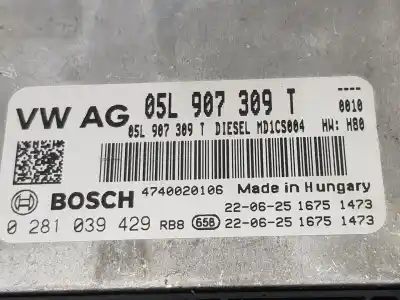 VW AG 05L 907 309 T ----
0010
05L 907 309 T DIESEL MD1CS004 HW: H80
BOSCH 4740020106 Made in Hungary
22-06-25 1675 1473
0 281 039 429 RB8 658 22-06-25 1675 1473